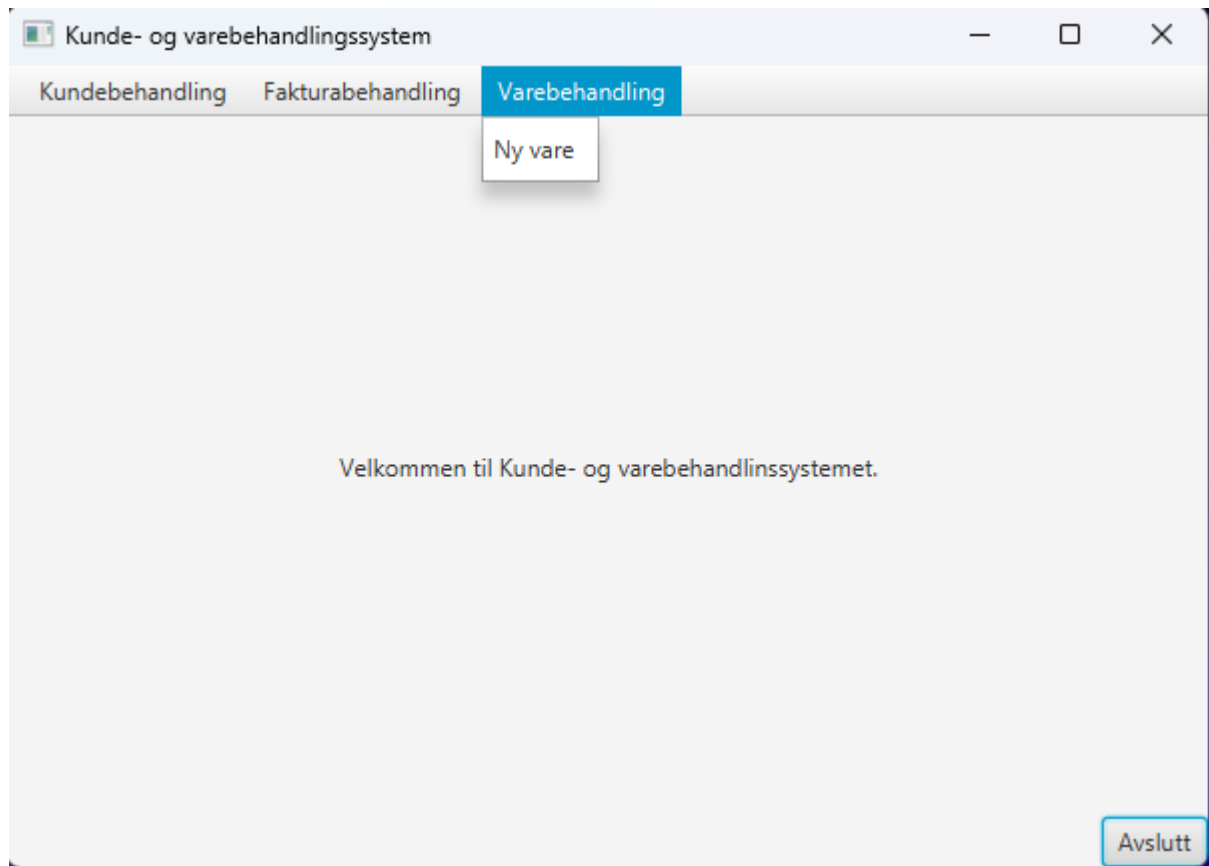 Kunde- og varebehandlingssystem
Kundebehandling Fakturabehandling Varebehandling
Ny vare
Velkommen til Kunde- og varebehandlinssystemet.
Avslutt